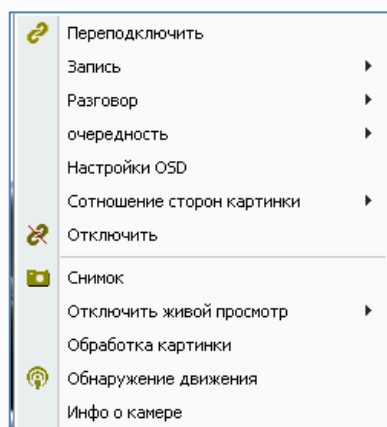 Переподключить
Запись
Разговор
очередность
Настройки OSD
Сотношение сторон картинки
Отключить
Снимок
Отключить живой просмотр
Обработка картинки
Обнаружение движения
Инфо о камере